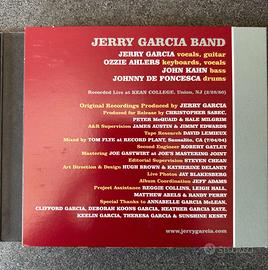 JERRY GARCIA BAND
JERRY GARCIA vocals, guitar
OZZIE AHLERS keyboards, vocals
JOHN KAHN bass
JOHNNY DE FONCESCA drums
Recorded Live at KEAN COLLEGE, Union, NJ (2/28/80)
Original Recordings Produced by JERRY GARCIA
Produced for Release by CHRISTOPHER SABEC,
PETER McQUAID & HALE MILGRIM
A&R Supervision JAMES AUSTIN & JIMMY EDWARDS
Tape Research DAVID LEMIEUX
Mixed by TOM FLYE at RECORD PLANT, Sausalito, CA
Second Engineer ROBERT GATLEY
Mastering JOE GASTWIRT at JOE'S MASTERING JOINT
Editorial Supervision STEVEN CHEAN
Art Direction & Design HUGH BROWN & KATHERINE DELANEY
Live Photos JAY BLAKESBERG
Album Coordination JEFF ADAMS
Project Assistance REGGIE COLLINS, LEIGH HALL,
MATTHEW ABELS & RANDY PERRY
Special Thanks to ANNABELLE GARCIA McLEAN,
CLIFFORD GARCIA, DEBORAH KOONS GARCIA, HEATHER GARCIA KATZ,
KEELIN GARCIA, THERESA GARCIA & SUNSHINE KESEY
www.jerrygarcia.com